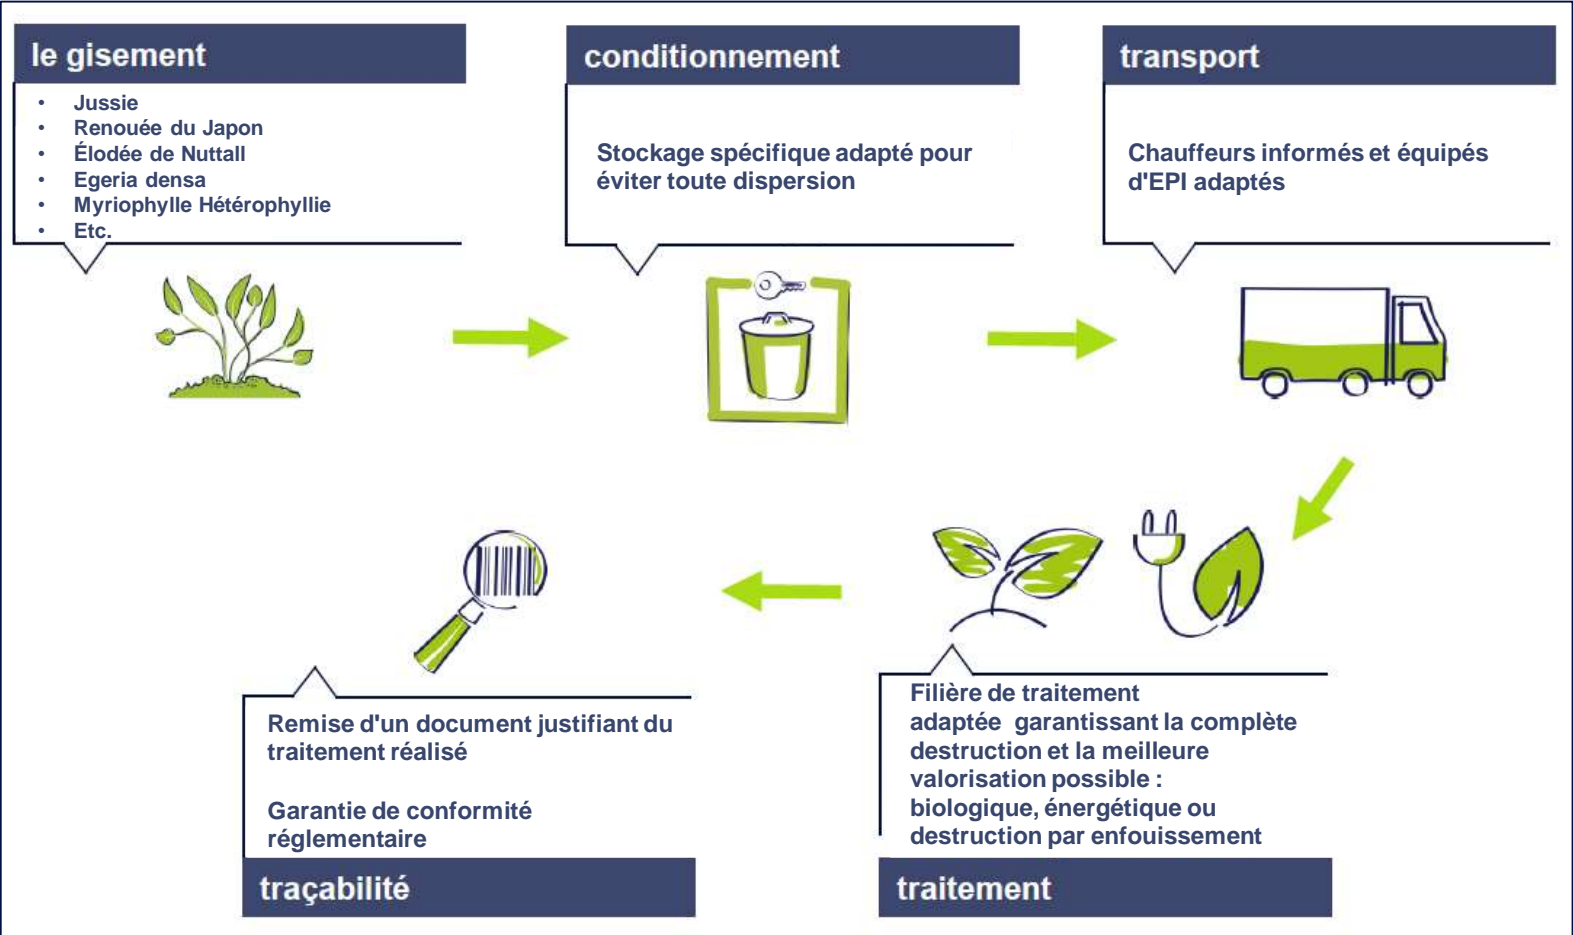 le gisement
• Jussie
• Renouée du Japon
• Élodée de Nuttall
• Egeria densa
• Myriophylle Hétérophyllie
• Etc.
conditionnement
Stockage spécifique adapté pour
éviter toute dispersion
transport
Chauffeurs informés et équipés
d'EPI adaptés
Filière de traitement
adaptée garantissant la complète
destruction et la meilleure
valorisation possible :
biologique, énergétique ou
destruction par enfouissement
traitement
Remise d'un document justifiant du
traitement réalisé
Garantie de conformité
réglementaire
traçabilité